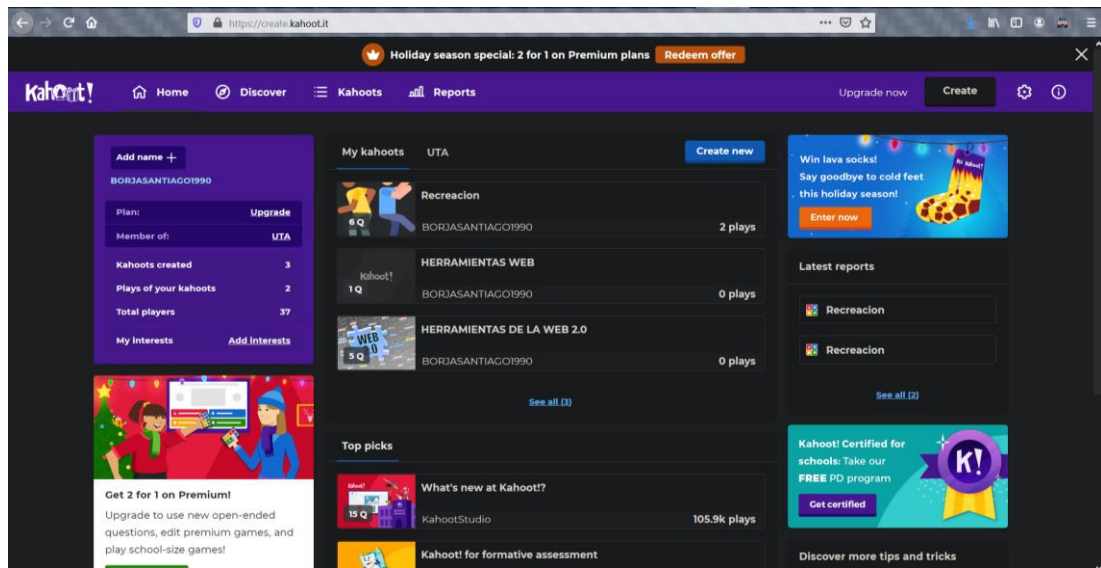 https://create.kahoot.it
Holiday season special: 2 for 1 on Premium plans Redeem offer
Kahoot!
Home Discover Kahoots Reports Upgrade now Create
Add name +
BORJASANTIAGO1990
Plan: Upgrade
Member of: UTA
Kahoots created 3
Plays of your kahoots 2
Total players 37
My interests Add interests
Get 2 for 1 on Premium!
Upgrade to use new open-ended
questions, edit premium games, and
play school-size games!
My kahoots UTA Create new
Recreacion
6 Q
BORJASANTIAGO1990 2 plays
HERRAMIENTAS WEB
Kahoot!
1 Q
BORJASANTIAGO1990 0 plays
HERRAMIENTAS DE LA WEB 2.0
WEB
2.0
5 Q
BORJASANTIAGO1990 0 plays
See all (3)
Top picks
What's new at Kahoot!?
Kahoot!
15 Q
KahootStudio 105.9k plays
Kahoot! for formative assessment
Win lava socks!
Say goodbye to cold feet
this holiday season!
Enter now
Latest reports
Recreacion
Recreacion
See all (2)
Kahoot! Certified for
schools: Take our
FREE PD program
K!
Get certified
Discover more tips and tricks